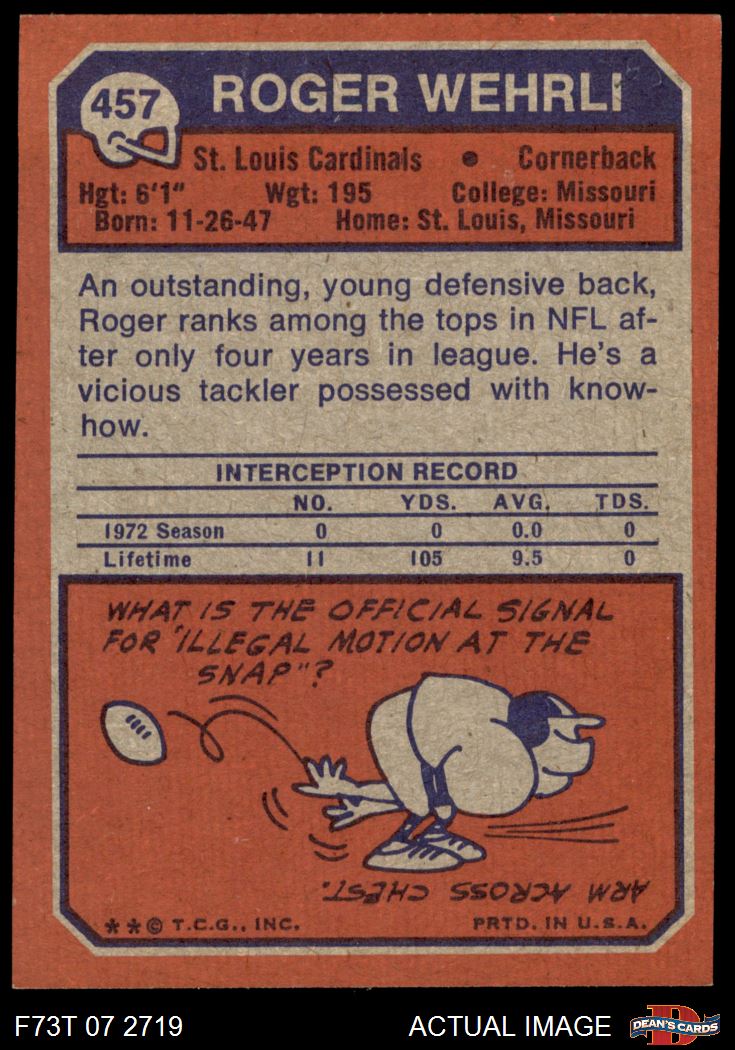 457
ROGER WEHRLI
St. Louis Cardinals • Cornerback
Hgt: 6'1" Wgt: 195 College: Missouri
Born: 11-26-47 Home: St. Louis, Missouri
An outstanding, young defensive back,
Roger ranks among the tops in NFL af-
ter only four years in league. He's a
vicious tackler possessed with know-
how.
INTERCEPTION RECORD
NO. YDS. AVG. TDS.
1972 Season 0 0 0.0 0
Lifetime 11 105 9.5 0
WHAT IS THE OFFICIAL SIGNAL
FOR "ILLEGAL MOTION AT THE
SNAP"?
ARM ACROSS CHEST.
**© T.C.G., INC. PRTD. IN U.S.A.
F73T 07 2719 ACTUAL IMAGE DEAN'S CARDS